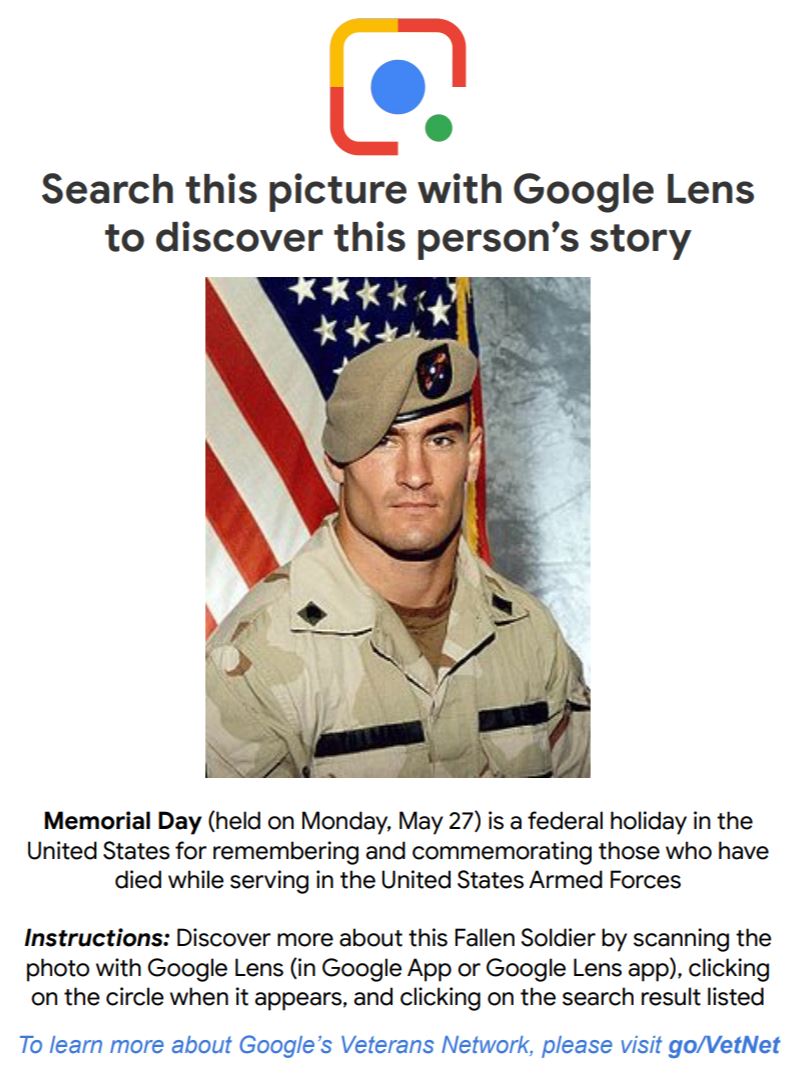 Search this picture with Google Lens
to discover this person’s story
Memorial Day (held on Monday, May 27) is a federal holiday in the
United States for remembering and commemorating those who have
died while serving in the United States Armed Forces
Instructions: Discover more about this Fallen Soldier by scanning the
photo with Google Lens (in Google App or Google Lens app), clicking
on the circle when it appears, and clicking on the search result listed
To learn more about Google’s Veterans Network, please visit go/VetNet